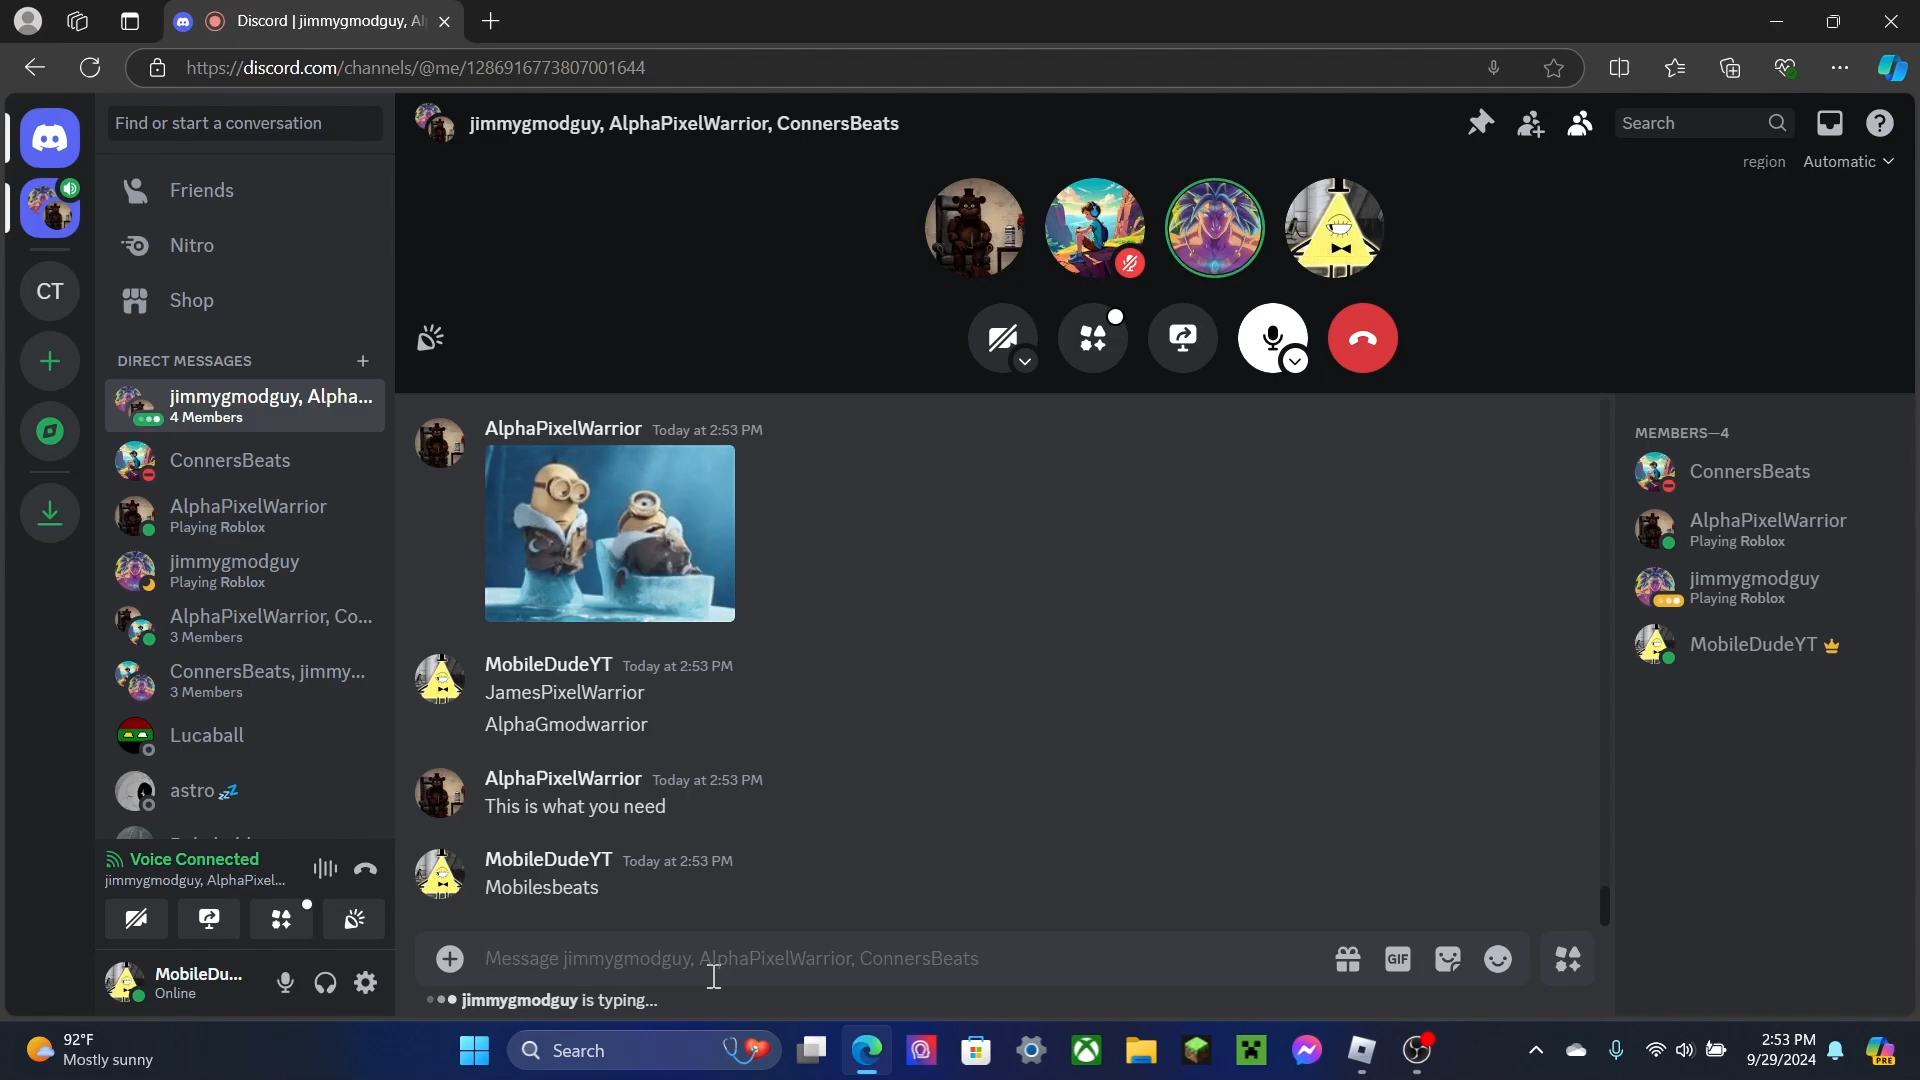 Discord | jimmygmodguy, Al
https://discord.com/channels/@me/1286916773807001644
Find or start a conversation
jimmygmodguy, AlphaPixelWarrior, ConnersBeats
Search
region Automatic
Friends
Nitro
Shop
CT
DIRECT MESSAGES
jimmygmodguy, Alpha...
4 Members
ConnersBeats
AlphaPixelWarrior
Playing Roblox
jimmygmodguy
Playing Roblox
AlphaPixelWarrior, Co...
3 Members
ConnersBeats, jimmy...
3 Members
Lucaball
astro 💤
Voice Connected
jimmygmodguy, AlphaPixel...
MobileDu...
Online
AlphaPixelWarrior Today at 2:53 PM
MobileDudeYT Today at 2:53 PM
JamesPixelWarrior
AlphaGmodwarrior
AlphaPixelWarrior Today at 2:53 PM
This is what you need
MobileDudeYT Today at 2:53 PM
Mobilesbeats
Message jimmygmodguy, AlphaPixelWarrior, ConnersBeats
GIF
jimmygmodguy is typing...
MEMBERS—4
ConnersBeats
AlphaPixelWarrior
Playing Roblox
jimmygmodguy
Playing Roblox
MobileDudeYT
92°F
Mostly sunny
Search
2:53 PM
9/29/2024
PRE